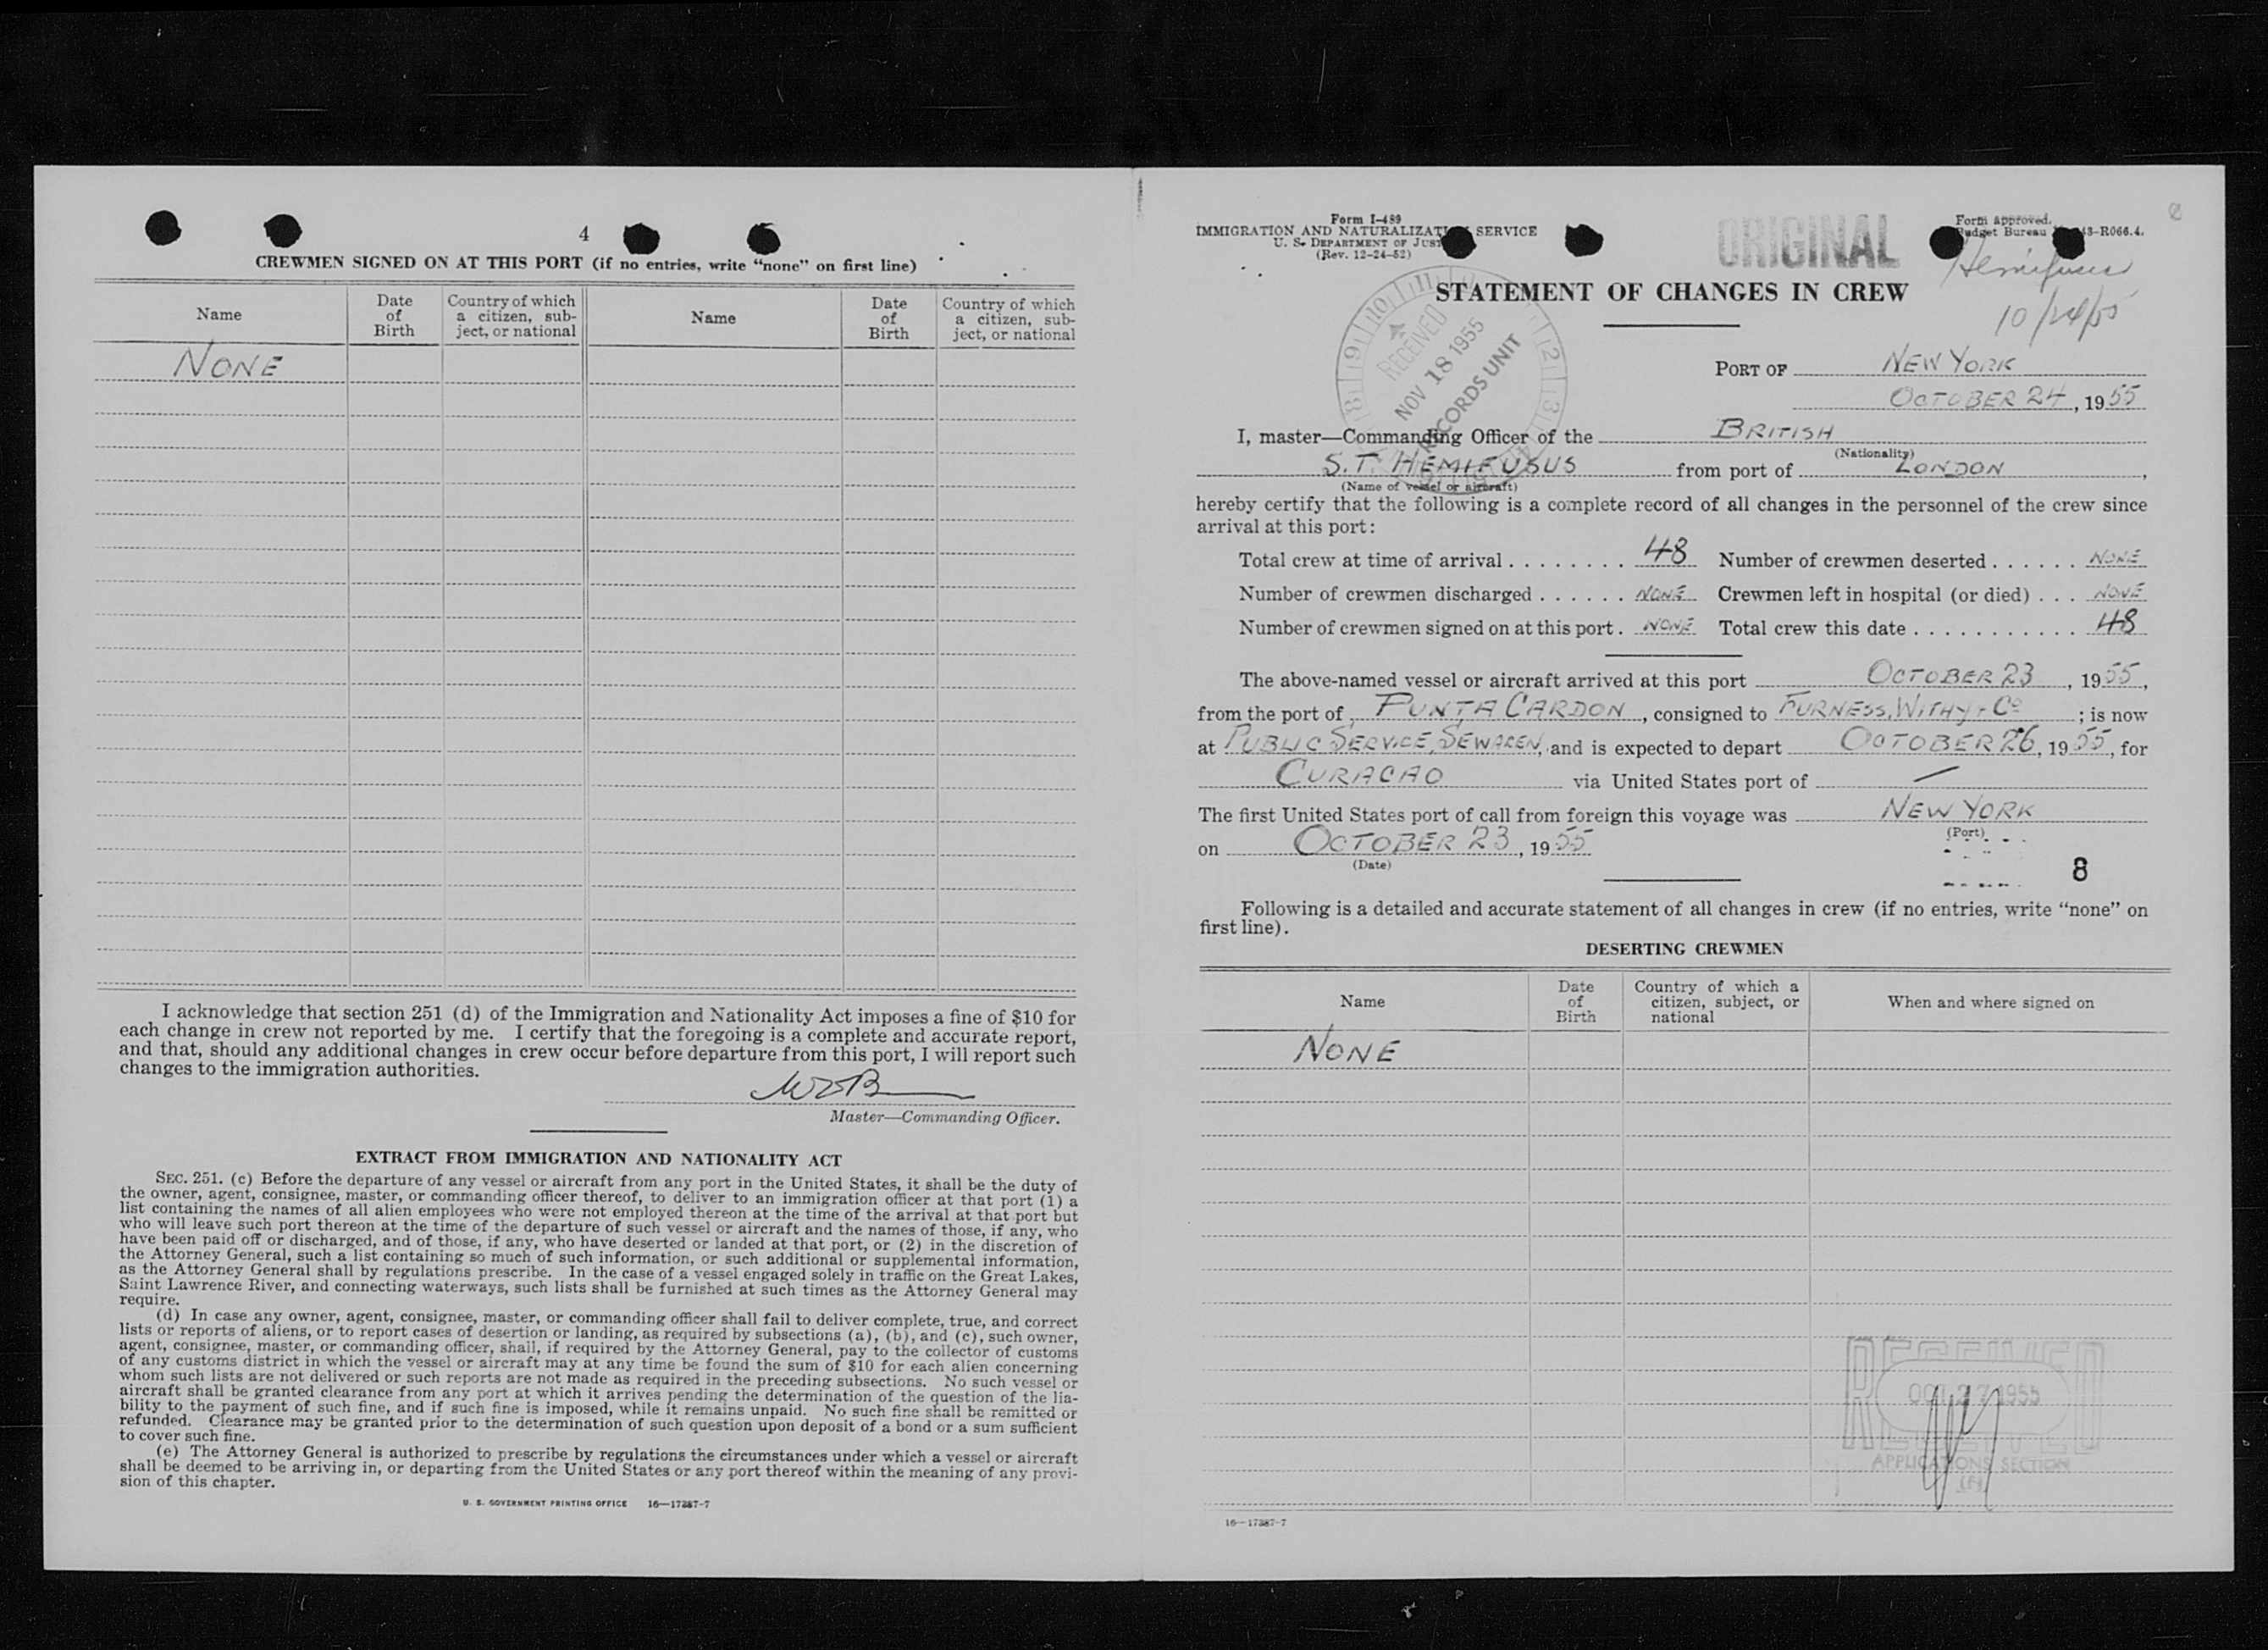 4
CREWMEN SIGNED ON AT THIS PORT (if no entries, write “none” on first line)
Name Date of Birth Country of which a citizen, subject, or national Name Date of Birth Country of which a citizen, subject, or national
NONE
I acknowledge that section 251 (d) of the Immigration and Nationality Act imposes a fine of $10 for
each change in crew not reported by me. I certify that the foregoing is a complete and accurate report,
and that, should any additional changes in crew occur before departure from this port, I will report such
changes to the immigration authorities.
Master—Commanding Officer.
EXTRACT FROM IMMIGRATION AND NATIONALITY ACT
SEC. 251. (c) Before the departure of any vessel or aircraft from any port in the United States, it shall be the duty of
the owner, agent, consignee, master, or commanding officer thereof, to deliver to an immigration officer at that port (1) a
list containing the names of all alien employees who were not employed thereon at the time of the arrival at that port but
who will leave such port thereon at the time of the departure of such vessel or aircraft and the names of those, if any, who
have been paid off or discharged, and of those, if any, who have deserted or landed at that port, or (2) in the discretion of
the Attorney General, such a list containing so much of such information, or such additional or supplemental information,
as the Attorney General shall by regulations prescribe. In the case of a vessel engaged solely in traffic on the Great Lakes,
Saint Lawrence River, and connecting waterways, such lists shall be furnished at such times as the Attorney General may
require.
(d) In case any owner, agent, consignee, master, or commanding officer shall fail to deliver complete, true, and correct
lists or reports of aliens, or to report cases of desertion or landing, as required by subsections (a), (b), and (c), such owner,
agent, consignee, master, or commanding officer, shall, if required by the Attorney General, pay to the collector of customs
of any customs district in which the vessel or aircraft may at any time be found the sum of $10 for each alien concerning
whom such lists are not delivered or such reports are not made as required in the preceding subsections. No such vessel or
aircraft shall be granted clearance from any port at which it arrives pending the determination of the question of the lia-
bility to the payment of such fine, and if such fine is imposed, while it remains unpaid. No such fine shall be remitted or
refunded. Clearance may be granted prior to the determination of such question upon deposit of a bond or a sum sufficient
to cover such fine.
(e) The Attorney General is authorized to prescribe by regulations the circumstances under which a vessel or aircraft
shall be deemed to be arriving in, or departing from the United States or any port thereof within the meaning of any provi-
sion of this chapter.
U. S. GOVERNMENT PRINTING OFFICE 16—17387-7
Form I-489
IMMIGRATION AND NATURALIZATION SERVICE
U. S. DEPARTMENT OF JUST
(Rev. 12-24-52)
ORIGINAL
Form Approved.
Budget Bureau 43-R066.4.
Hemifusus
10/24/55
STATEMENT OF CHANGES IN CREW
RECEIVED
NOV 18 1955
RECORDS UNIT
PORT OF NEW YORK
OCTOBER 24, 1955
I, master—Commanding Officer of the BRITISH
(Nationality)
S.T. HEMIFUSUS from port of LONDON,
(Name of vessel or aircraft)
hereby certify that the following is a complete record of all changes in the personnel of the crew since
arrival at this port:
Total crew at time of arrival . . . . . . . . 48 Number of crewmen deserted . . . . . . NONE
Number of crewmen discharged . . . . . . NONE Crewmen left in hospital (or died) . . . NONE
Number of crewmen signed on at this port . NONE Total crew this date . . . . . . . . . . . . 48
The above-named vessel or aircraft arrived at this port OCTOBER 23, 1955,
from the port of PUNTA CARDON, consigned to FURNESS, WITHY + Co; is now
at PUBLIC SERVICE, SEWAREN, and is expected to depart OCTOBER 26, 1955, for
CURACAO via United States port of —
The first United States port of call from foreign this voyage was NEW YORK
(Port)
on OCTOBER 23, 1955
(Date)
8
Following is a detailed and accurate statement of all changes in crew (if no entries, write “none” on
first line).
DESERTING CREWMEN
Name Date of Birth Country of which a citizen, subject, or national When and where signed on
NONE
RECEIVED
OCT 27 1955
APPLICATIONS SECTION
16—17387-7